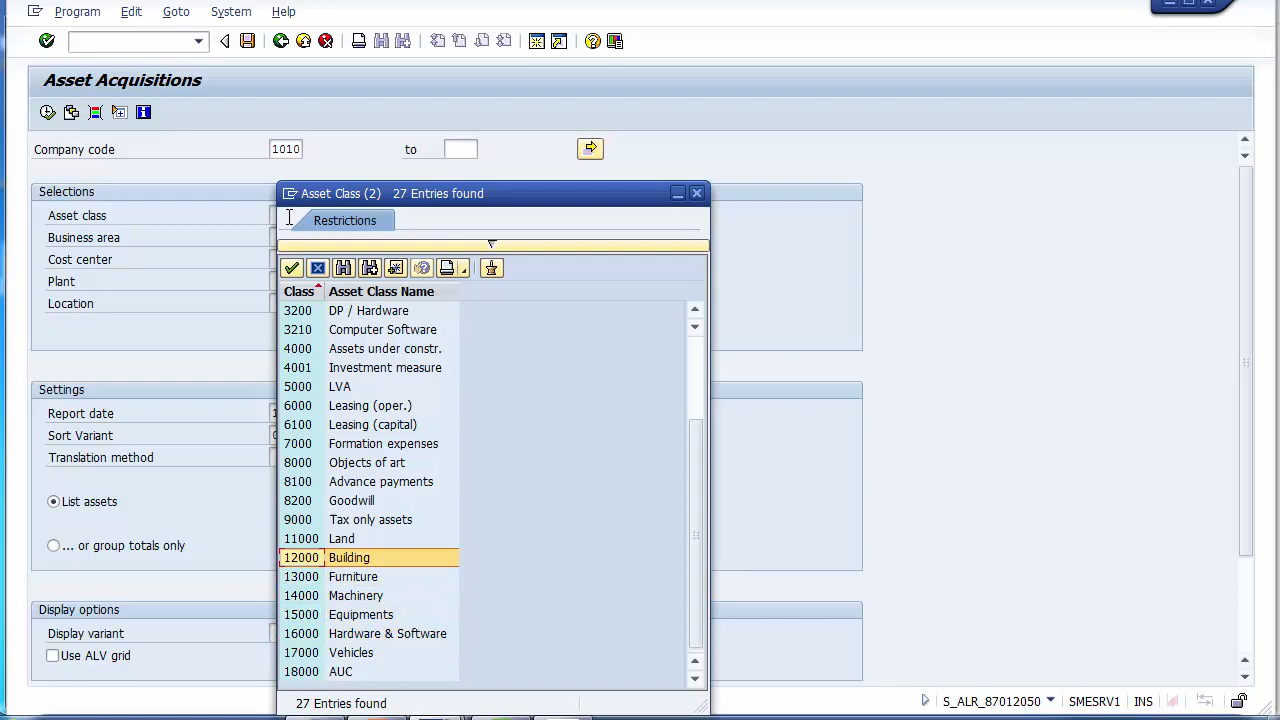 Program Edit Goto System Help
Asset Acquisitions
Company code 1010 to
Selections
Asset class
Business area
Cost center
Plant
Location
Settings
Report date
Sort Variant
Translation method
List assets
... or group totals only
Display options
Display variant
Use ALV grid
Asset Class (2) 27 Entries found
Restrictions
Class Asset Class Name
3200 DP / Hardware
3210 Computer Software
4000 Assets under constr.
4001 Investment measure
5000 LVA
6000 Leasing (oper.)
6100 Leasing (capital)
7000 Formation expenses
8000 Objects of art
8100 Advance payments
8200 Goodwill
9000 Tax only assets
11000 Land
12000 Building
13000 Furniture
14000 Machinery
15000 Equipments
16000 Hardware & Software
17000 Vehicles
18000 AUC
27 Entries found
S_ALR_87012050 SMESRV1 INS